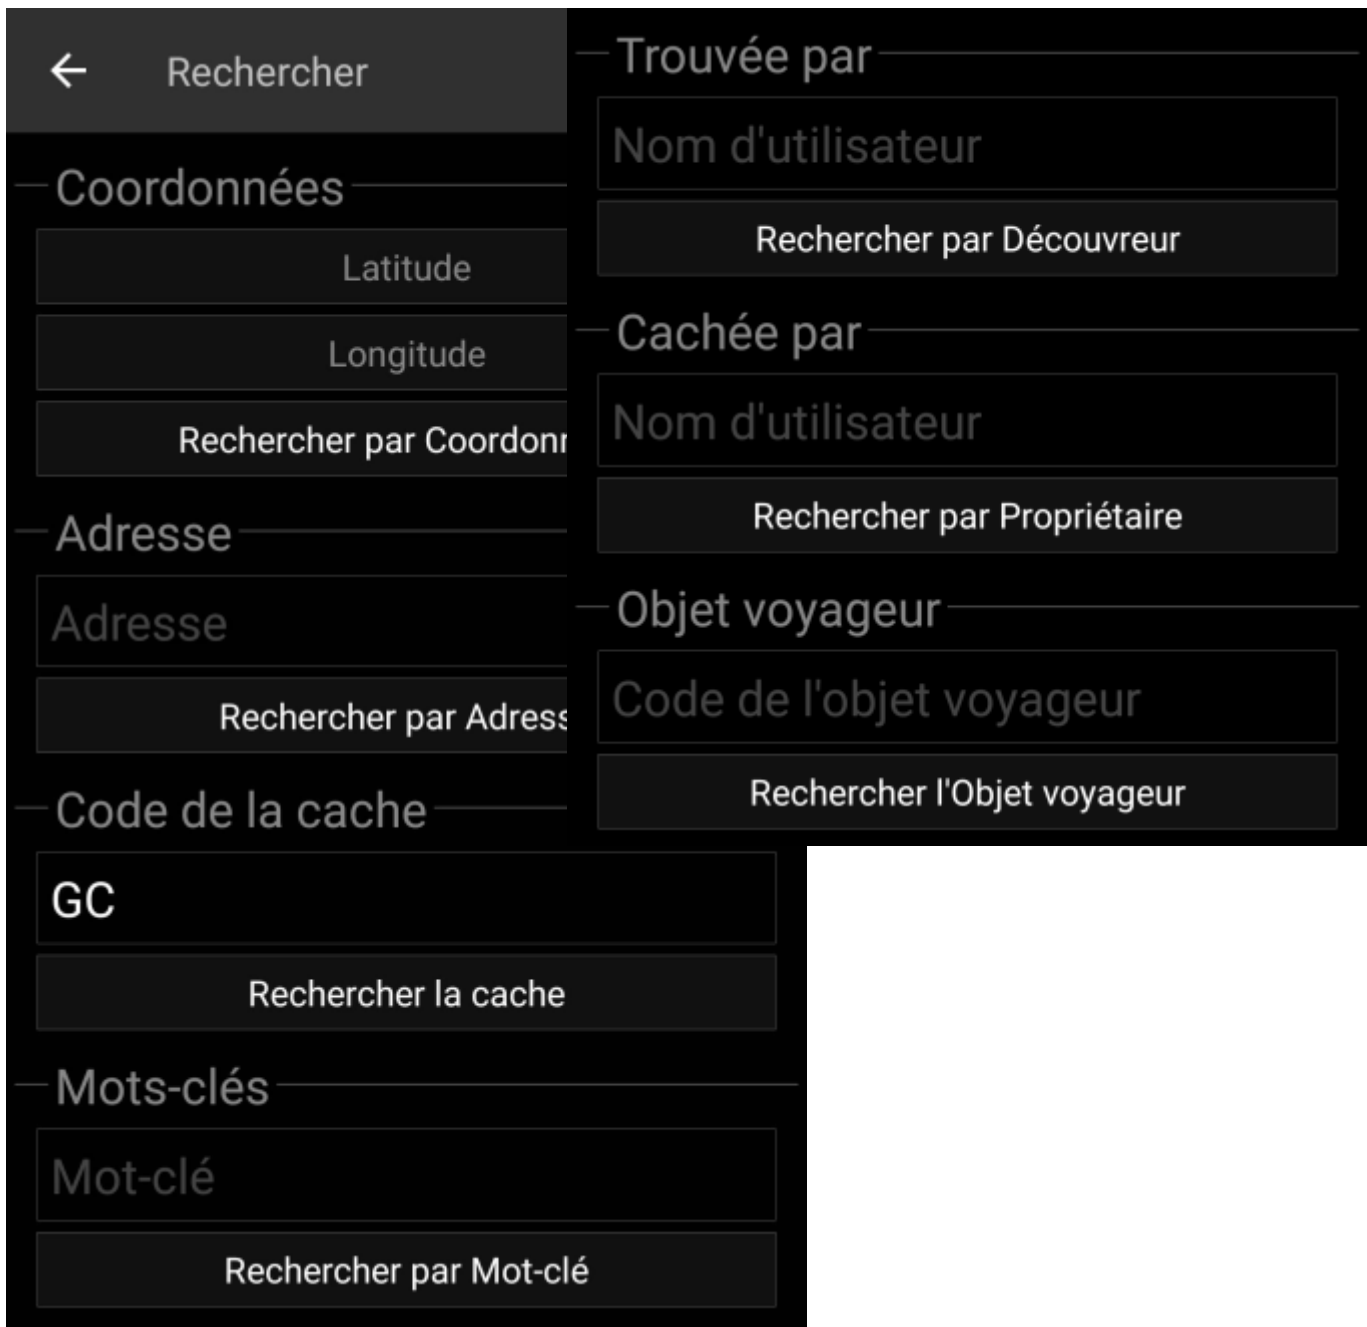 Rechercher
Coordonnées
Latitude
Longitude
Rechercher par
Adresse
Adresse
Rechercher par
Code de la cache
GC
Rechercher la cache
Mots-clés
Mot-clé
Rechercher par Mot-clé
Trouvée par
Nom d'utilisateur
Rechercher par Découvreur
Cachée par
Nom d'utilisateur
Rechercher par Propriétaire
Objet voyageur
Code de l'objet voyageur
Rechercher l'Objet voyageur